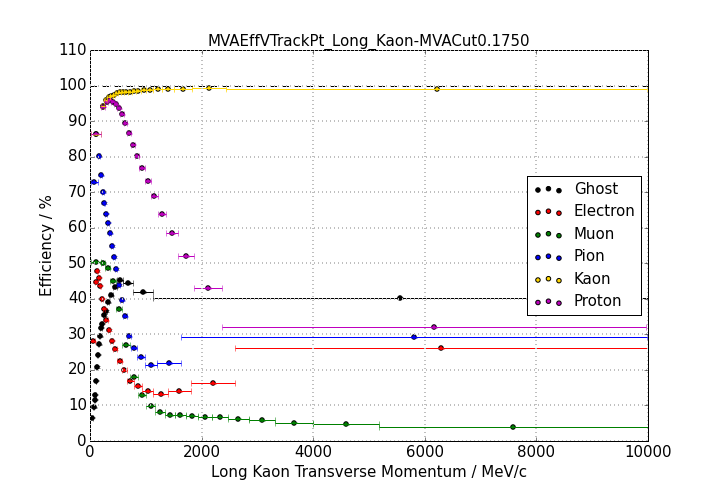 MVAEffVTrackPt_Long_Kaon-MVACut0.1750
110
100
90
80
70
60
50
40
30
20
10
0
Efficiency / %
Ghost
Electron
Muon
Pion
Kaon
Proton
0 2000 4000 6000 8000 10000
Long Kaon Transverse Momentum / MeV/c